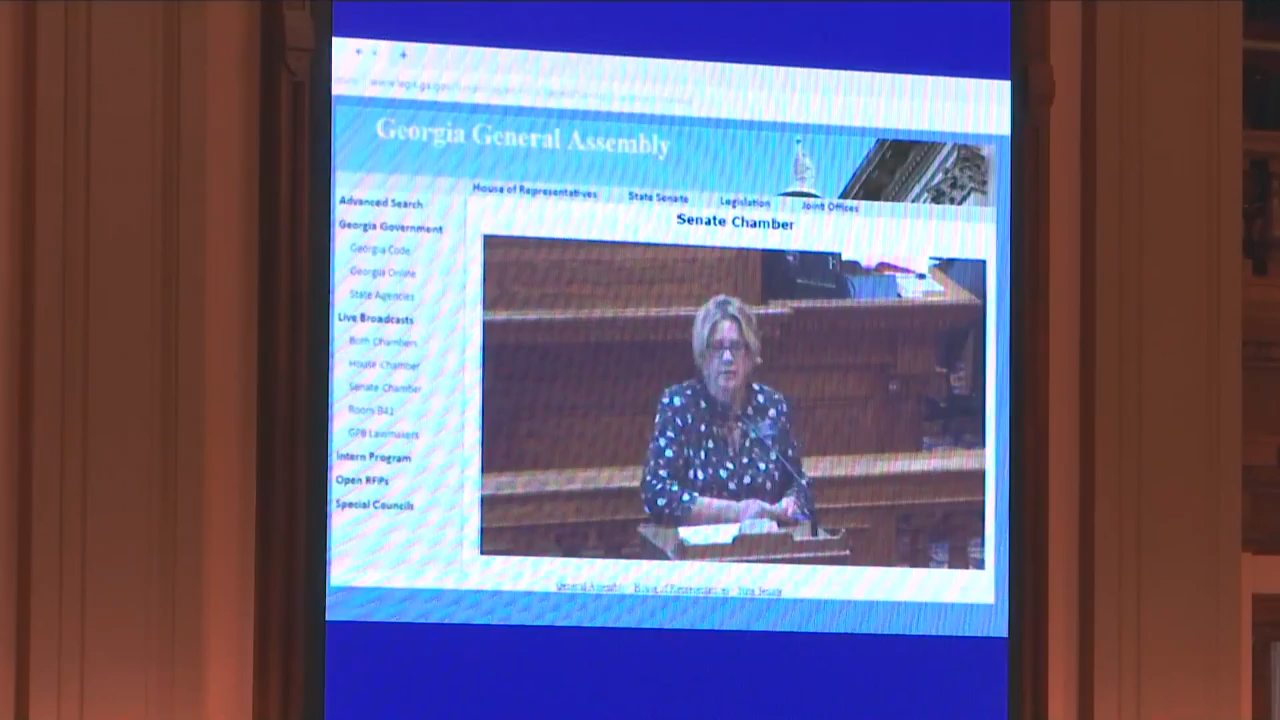 Georgia General Assembly
House of Representatives State Senate Legislation Joint Offices
Senate Chamber
Advanced Search
Georgia Government
Georgia Code
Georgia Online
State Agencies
Live Broadcasts
Both Chambers
House Chamber
Senate Chamber
Room 341
GPB Lawmakers
Intern Program
Open RFPs
Special Councils
General Assembly House of Representatives State Senate